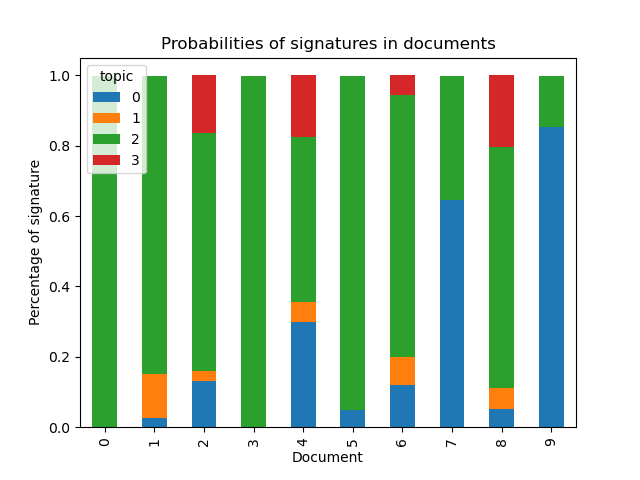 Probabilities of signatures in documents
topic
0
1
2
3
Percentage of signature
1.0
0.8
0.6
0.4
0.2
0.0
0 1 2 3 4 5 6 7 8 9
Document